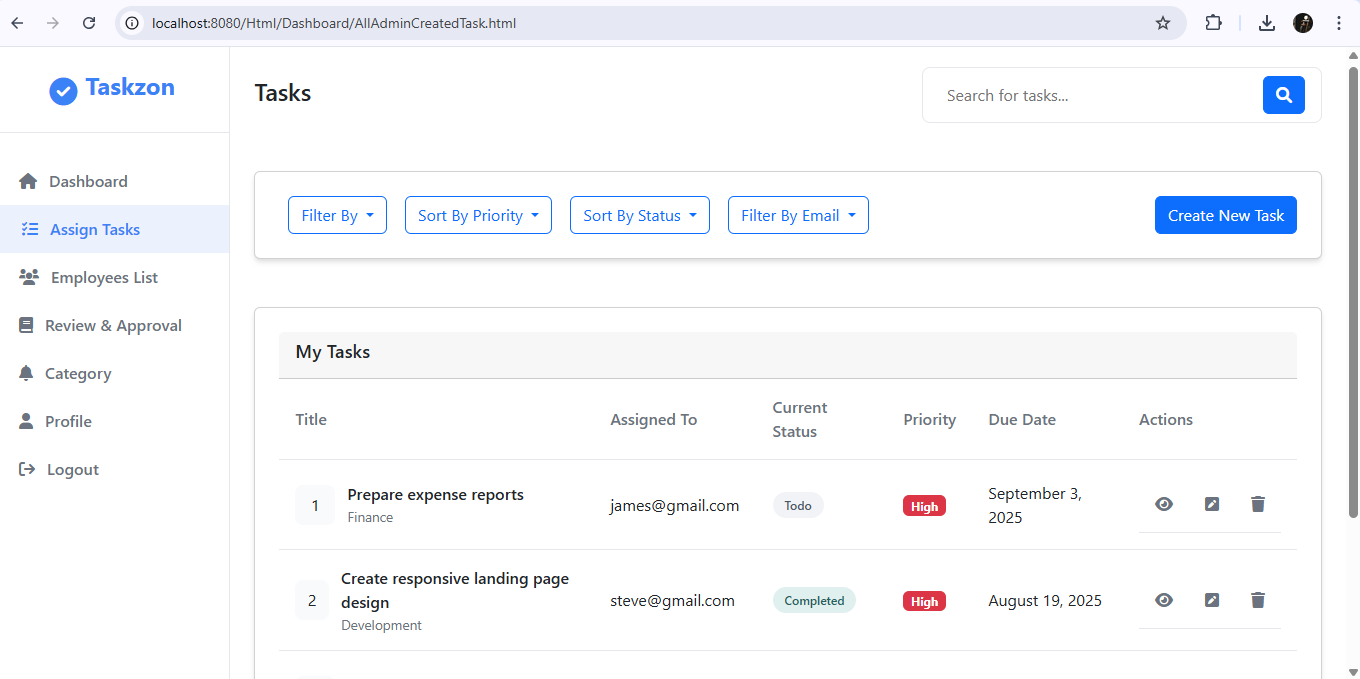 localhost:8080/Html/Dashboard/AllAdminCreatedTask.html
Taskzon
Tasks
Search for tasks...
Dashboard
Assign Tasks
Employees List
Review & Approval
Category
Profile
Logout
Filter By
Sort By Priority
Sort By Status
Filter By Email
Create New Task
My Tasks
Title
Assigned To
Current
Status
Priority
Due Date
Actions
1
Prepare expense reports
Finance
james@gmail.com
Todo
High
September 3,
2025
2
Create responsive landing page
design
Development
steve@gmail.com
Completed
High
August 19, 2025